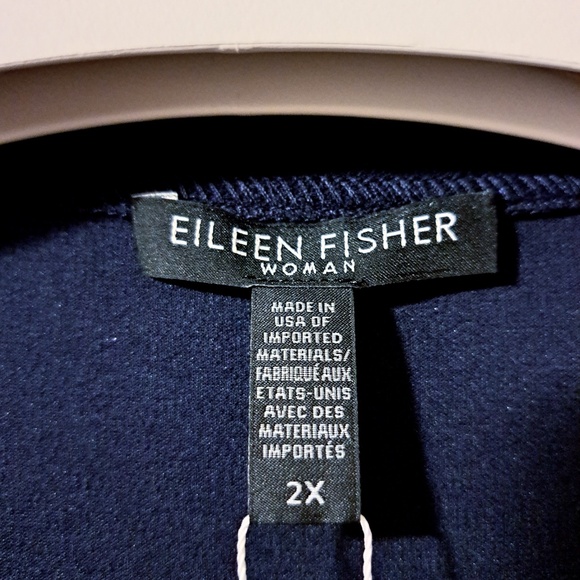 EILEEN FISHER
WOMAN
MADE IN
USA OF
IMPORTED
MATERIALS/
FABRIQUÉ AUX
ETATS-UNIS
AVEC DES
MATERIAUX
IMPORTÉS
2X